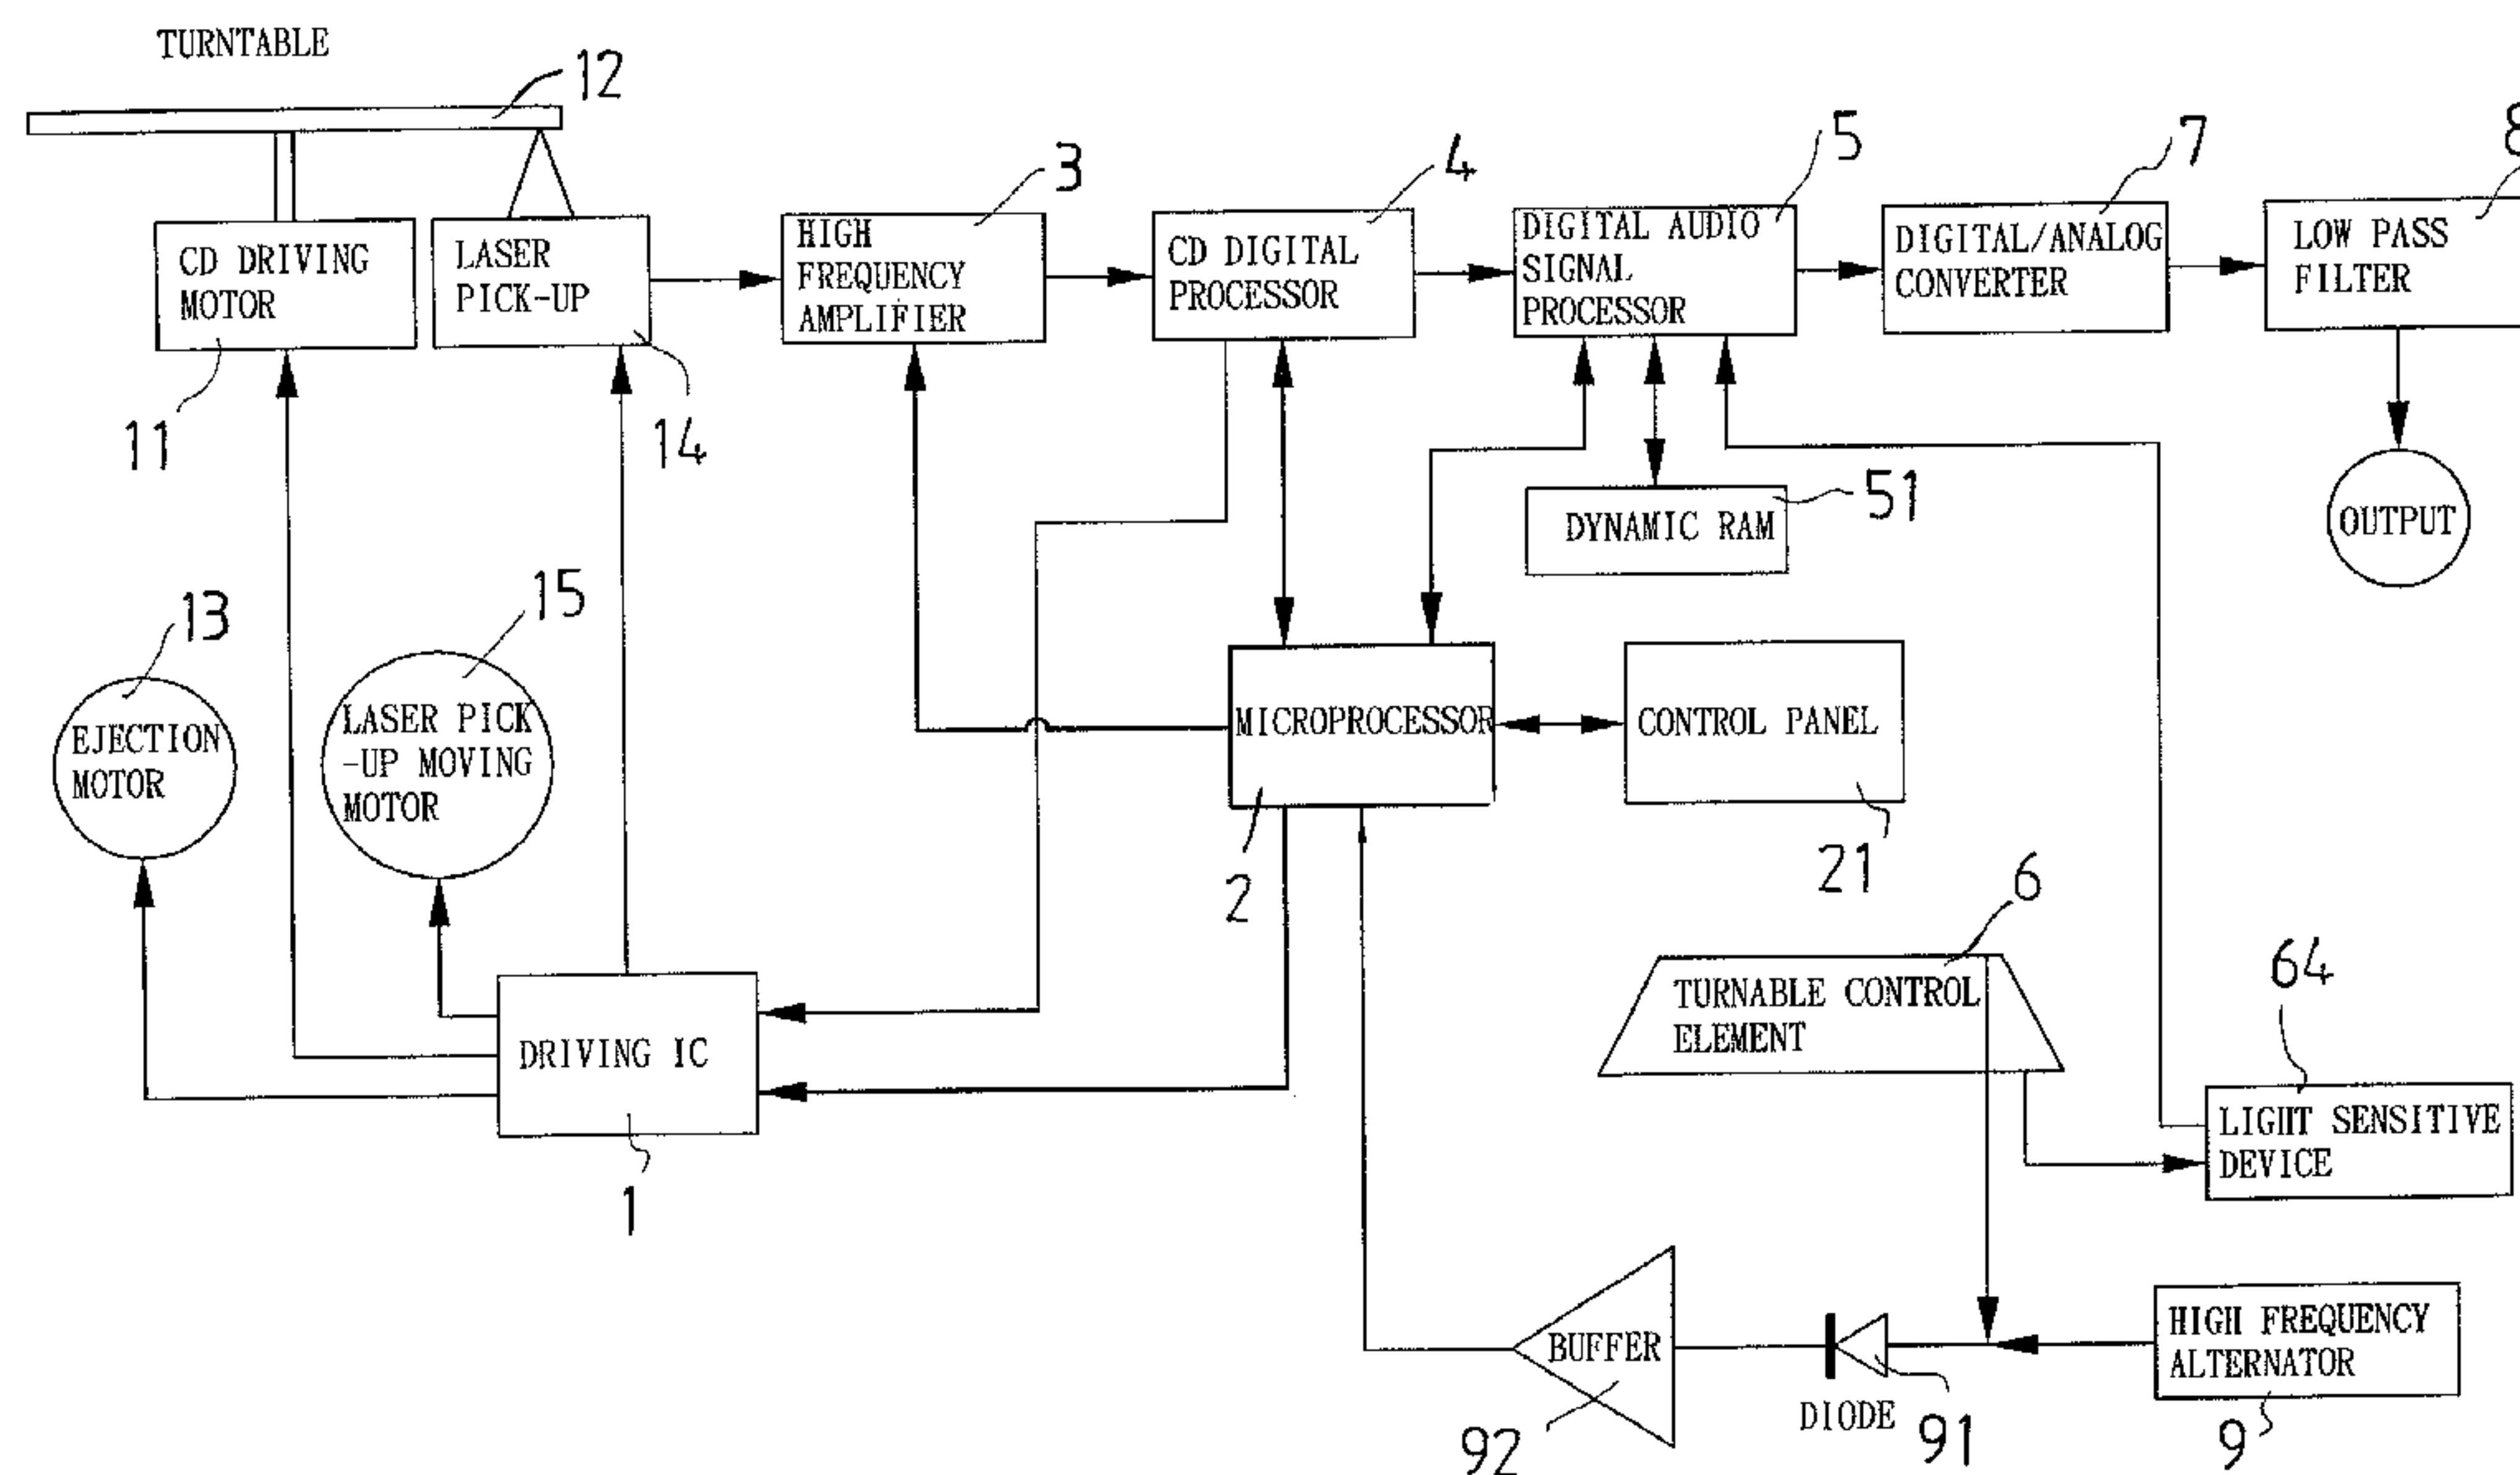 TURNTABLE
12
CD DRIVING
MOTOR
11
LASER
PICK-UP
14
HIGH
FREQUENCY
AMPLIFIER
3
CD DIGITAL
PROCESSOR
4
DIGITAL AUDIO
SIGNAL
PROCESSOR
5
DIGITAL/ANALOG
CONVERTER
7
LOW PASS
FILTER
8
DYNAMIC RAM
51
OUTPUT
13
EJECTION
MOTOR
15
LASER PICK
-UP MOVING
MOTOR
MICROPROCESSOR
2
CONTROL PANEL
21
DRIVING IC
1
6
TURNABLE CONTROL
ELEMENT
64
LIGHT SENSITIVE
DEVICE
BUFFER
92
DIODE
91
HIGH FREQUENCY
ALTERNATOR
9